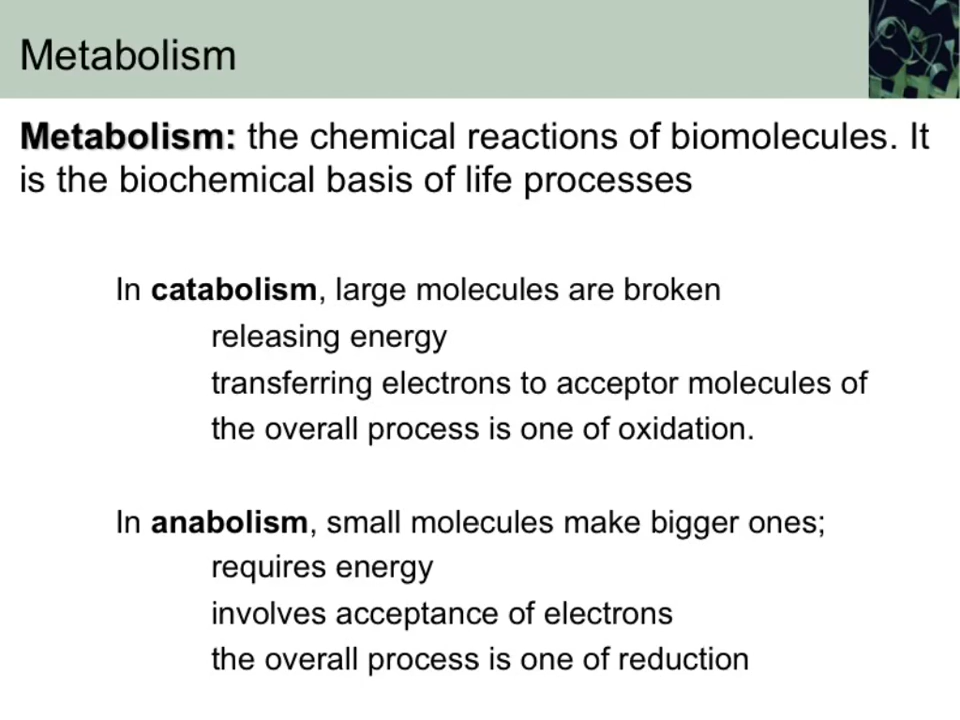 Metabolism
Metabolism: the chemical reactions of biomolecules. It
is the biochemical basis of life processes
In catabolism, large molecules are broken
releasing energy
transferring electrons to acceptor molecules of
the overall process is one of oxidation.
In anabolism, small molecules make bigger ones;
requires energy
involves acceptance of electrons
the overall process is one of reduction